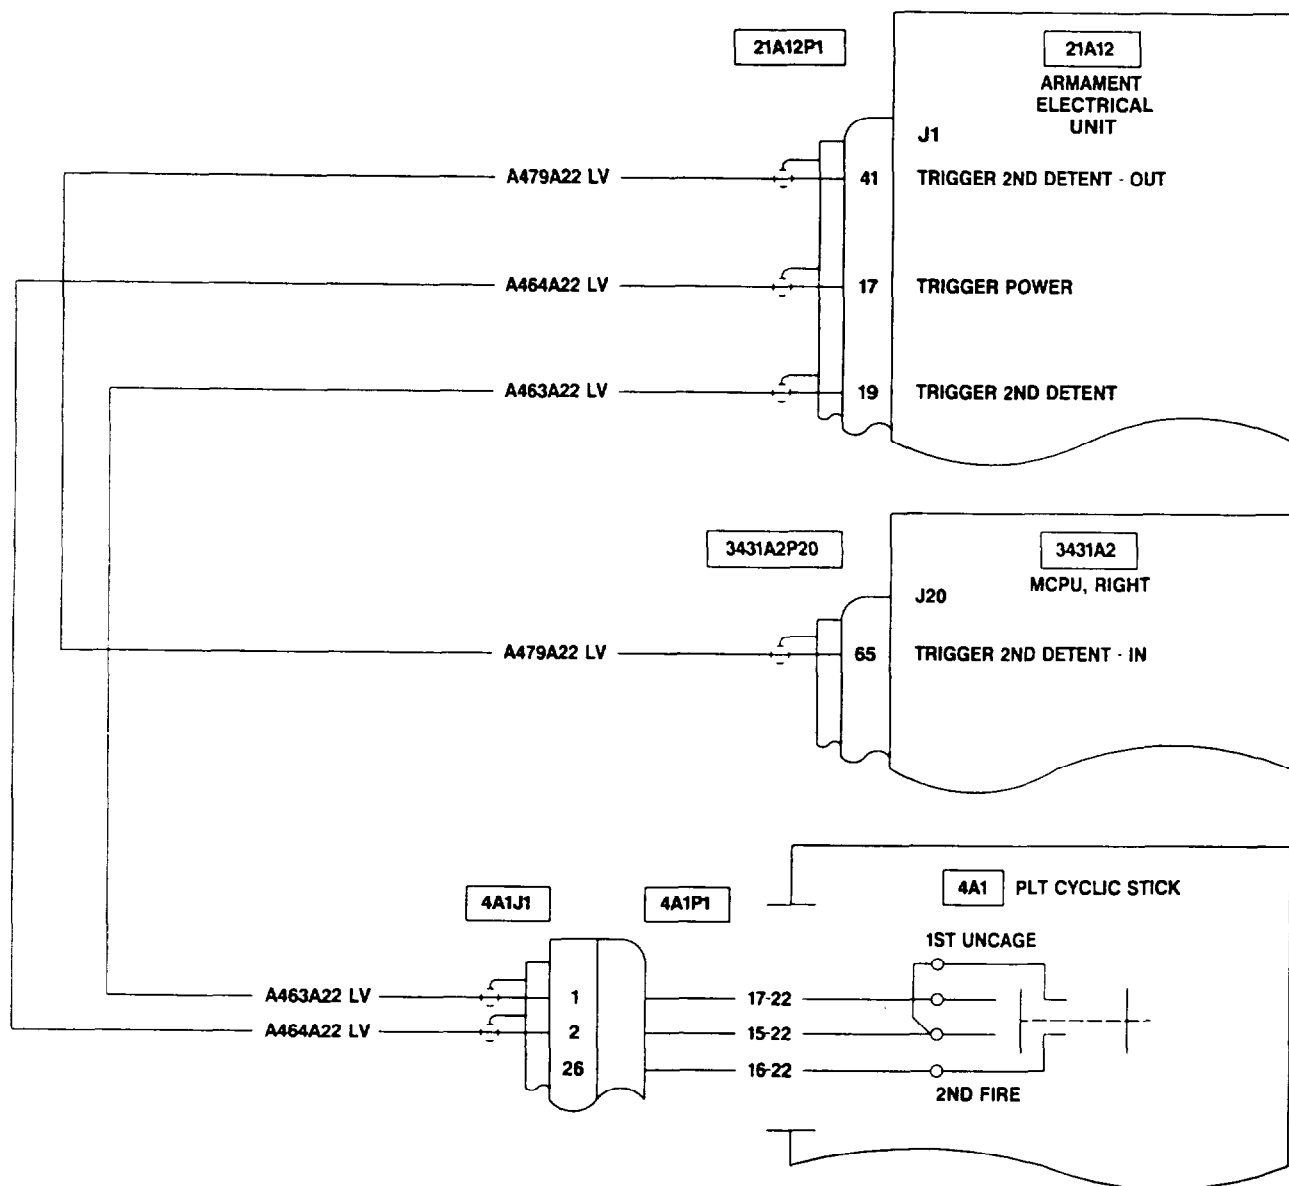 21A12P1
21A12
ARMAMENT
ELECTRICAL
UNIT
J1
A479A22 LV
41
TRIGGER 2ND DETENT - OUT
A464A22 LV
17
TRIGGER POWER
A463A22 LV
19
TRIGGER 2ND DETENT
3431A2P20
3431A2
MCPU, RIGHT
J20
A479A22 LV
65
TRIGGER 2ND DETENT - IN
4A1J1
4A1P1
4A1
PLT CYCLIC STICK
1ST UNCAGE
A463A22 LV
1
17-22
A464A22 LV
2
15-22
26
16-22
2ND FIRE